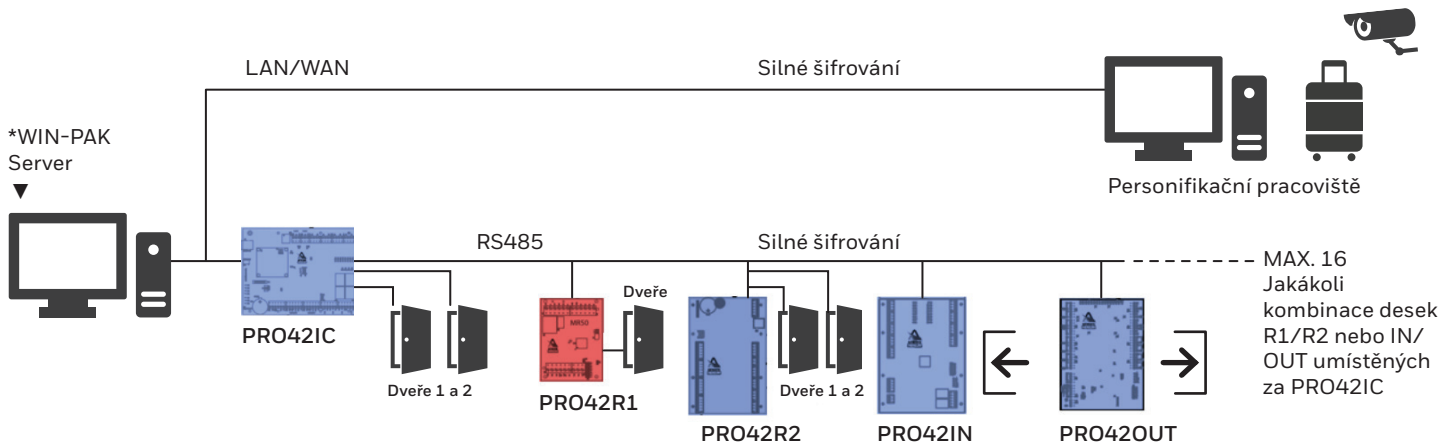 LAN/WAN
Silné šifrování
*WIN-PAK
Server
Personifikační pracoviště
RS485
Silné šifrování
MAX. 16
Jakákoli
kombinace desek
R1/R2 nebo IN/
OUT umístěných
za PRO42IC
PRO42IC
Dveře 1 a 2
MR50
Dveře
PRO42R1
Dveře 1 a 2
PRO42R2
PRO42IN
PRO42OUT